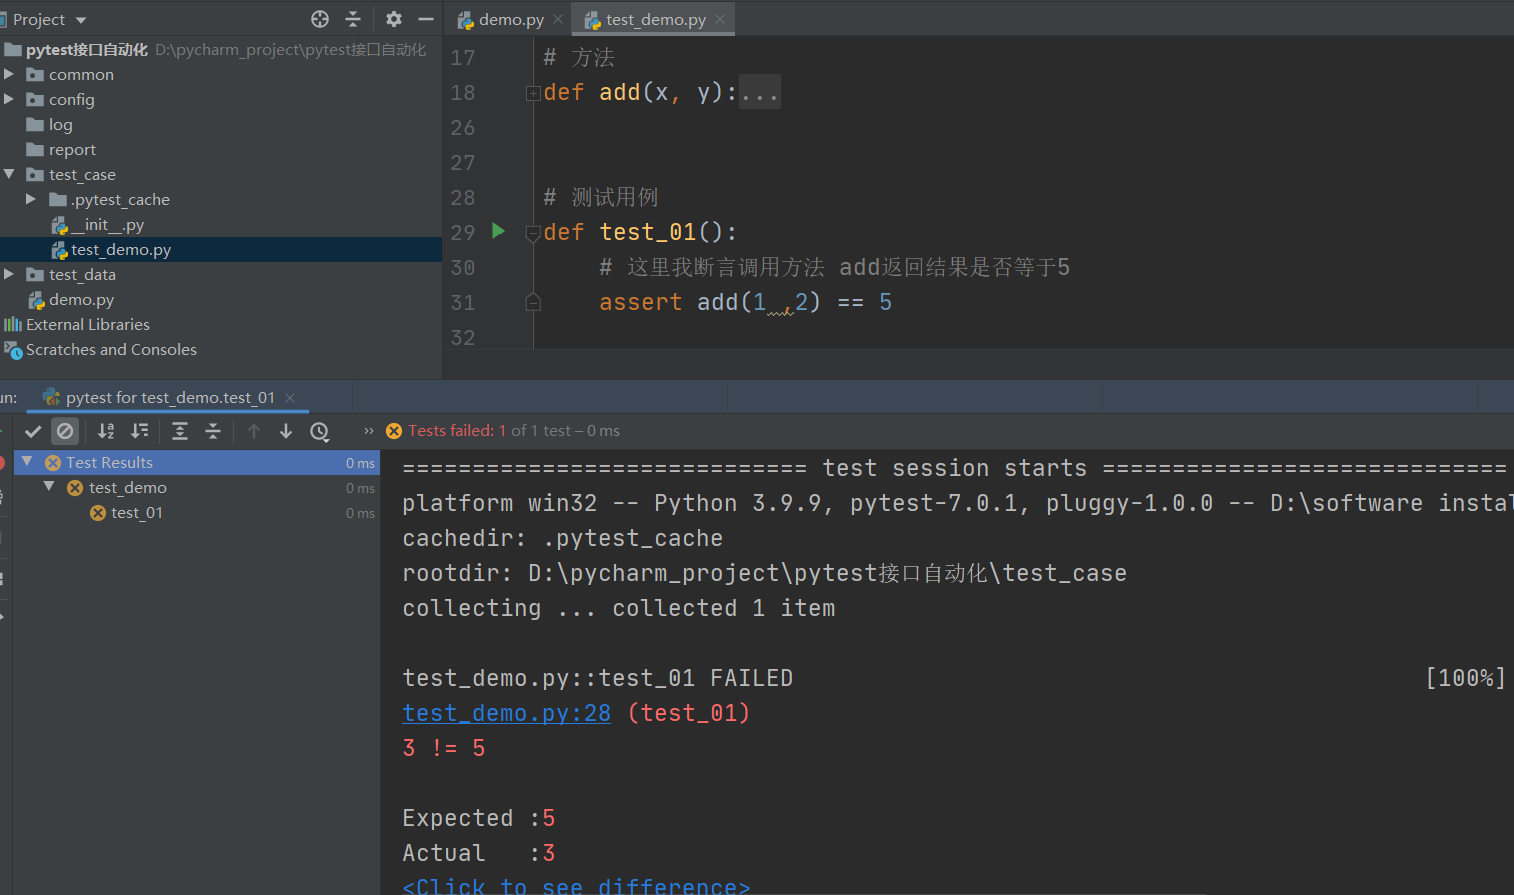 Project
demo.py
test_demo.py
pytest接口自动化 D:\pycharm_project\pytest接口自动化
common
config
log
report
test_case
.pytest_cache
__init__.py
test_demo.py
test_data
demo.py
External Libraries
Scratches and Consoles
17 # 方法
18 def add(x, y):...
26
27
28 # 测试用例
29 def test_01():
30 # 这里我断言调用方法 add返回结果是否等于5
31 assert add(1 ,2) == 5
32
un: pytest for test_demo.test_01
Tests failed: 1 of 1 test – 0 ms
Test Results 0 ms
test_demo 0 ms
test_01 0 ms
============================= test session starts =============================
platform win32 -- Python 3.9.9, pytest-7.0.1, pluggy-1.0.0 -- D:\software instal
cachedir: .pytest_cache
rootdir: D:\pycharm_project\pytest接口自动化\test_case
collecting ... collected 1 item
test_demo.py::test_01 FAILED [100%]
test_demo.py:28 (test_01)
3 != 5
Expected :5
Actual :3
<Click to see difference>